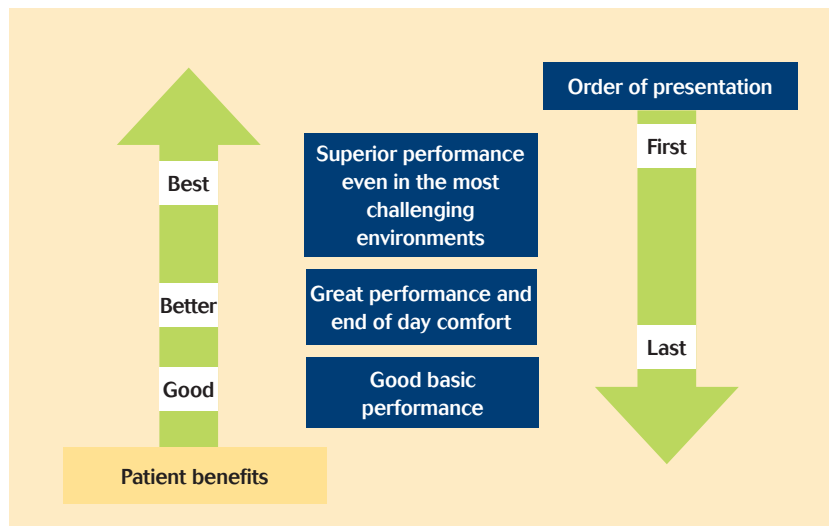 Order of presentation
First
Last
Best
Better
Good
Patient benefits
Superior performance
even in the most
challenging
environments
Great performance and
end of day comfort
Good basic
performance